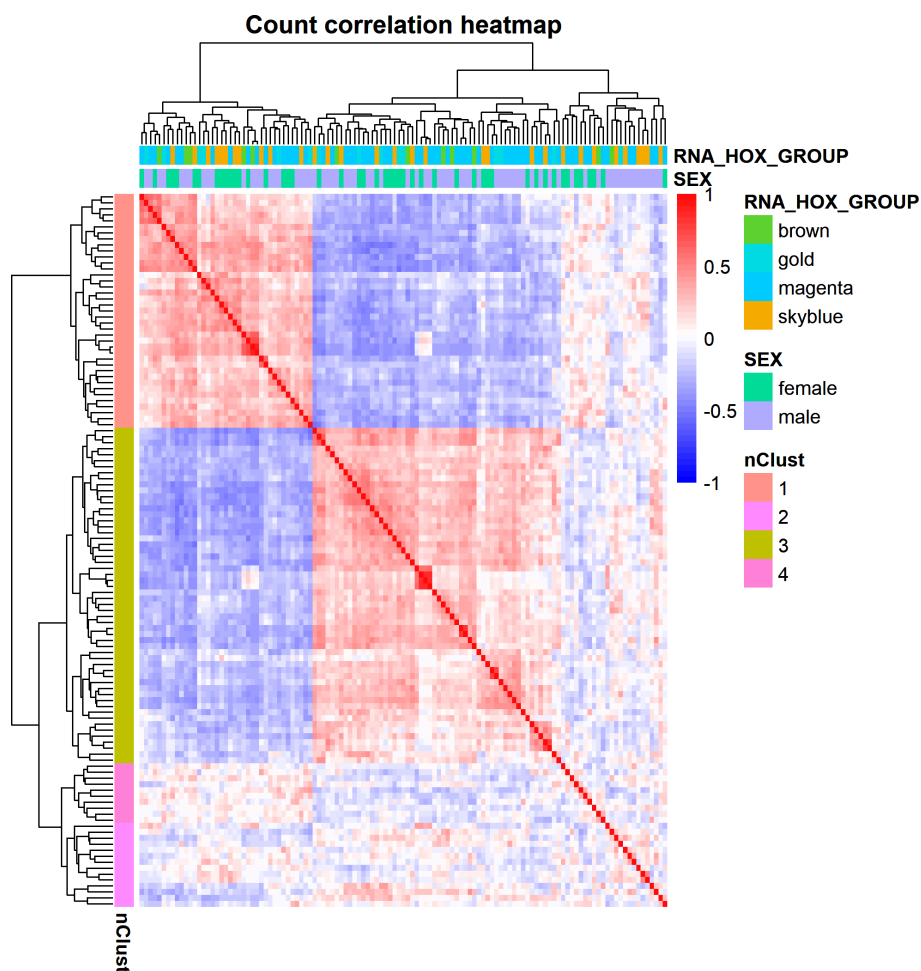 Count correlation heatmap
RNA_HOX_GROUP
SEX
1
0.5
0
-0.5
-1
RNA_HOX_GROUP
brown
gold
magenta
skyblue
SEX
female
male
nClust
1
2
3
4
nClust